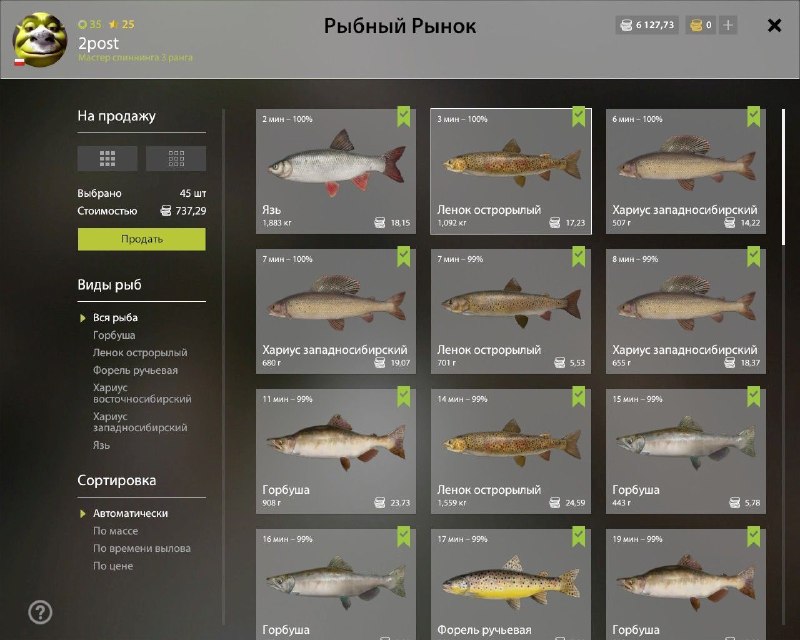 35 25
2post
Мастер спиннинга 3 ранга
Рыбный Рынок
6 127,73 0 +
На продажу
Выбрано 45 шт
Стоимостью 737,29
Продать
Виды рыб
Вся рыба
Горбуша
Ленок острорылый
Форель ручьевая
Хариус
восточносибирский
Хариус
западносибирский
Язь
Сортировка
Автоматически
По массе
По времени вылова
По цене
?
2 мин – 100%
Язь
1,883 кг 18,15
3 мин – 100%
Ленок острорылый
1,092 кг 17,23
6 мин – 100%
Хариус западносибирский
507 г 14,22
7 мин – 100%
Хариус западносибирский
680 г 19,07
7 мин – 99%
Ленок острорылый
701 г 5,53
8 мин – 99%
Хариус западносибирский
655 г 18,37
11 мин – 99%
Горбуша
908 г 23,73
14 мин – 99%
Ленок острорылый
1,559 кг 24,59
15 мин – 99%
Горбуша
443 г 5,78
16 мин – 99%
Горбуша
17 мин – 99%
Форель ручьевая
19 мин – 99%
Горбуша